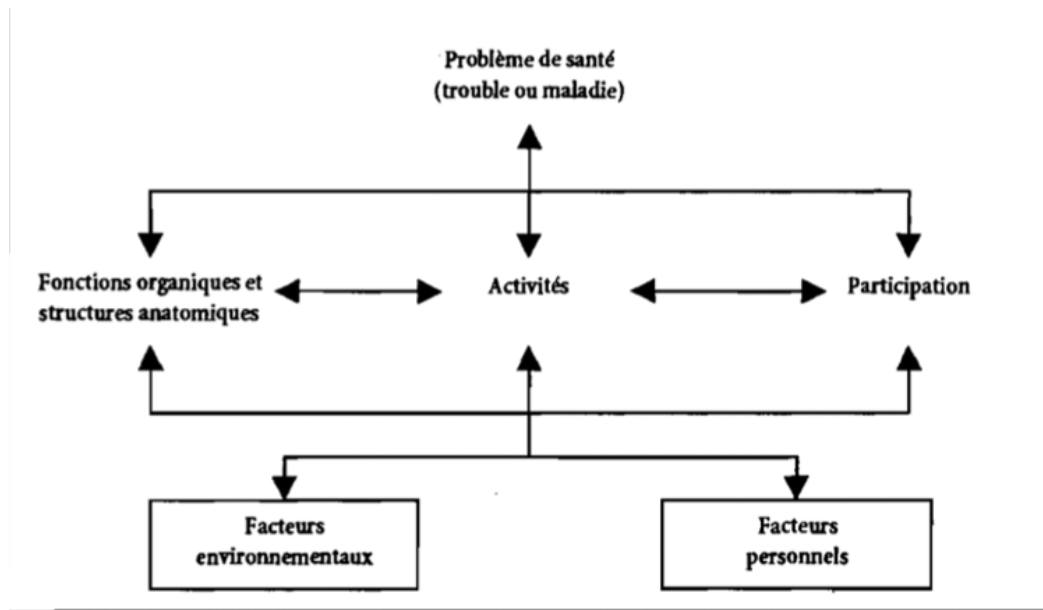 Problème de santé
(trouble ou maladie)
Fonctions organiques et
structures anatomiques
Activités
Participation
Facteurs
environnementaux
Facteurs
personnels